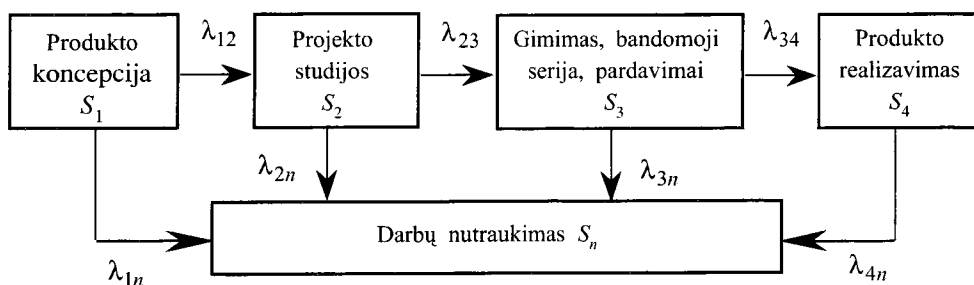 Produkto
koncepcija
S₁
λ₁₂
Projekto
studijos
S₂
λ₂₃
Gimimas, bandomoji
serija, pardavimai
S₃
λ₃₄
Produkto
realizavimas
S₄
λ₂ₙ
λ₃ₙ
Darbų nutraukimas Sₙ
λ₁ₙ
λ₄ₙ